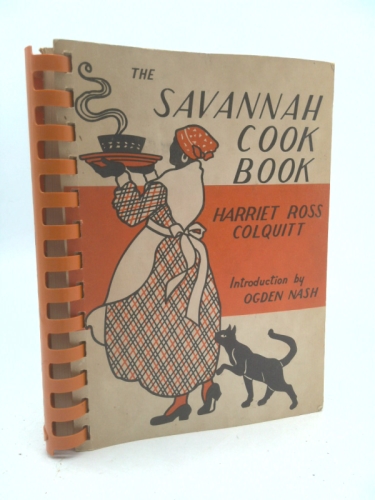 THE
SAVANNAH
COOK
BOOK
HARRIET ROSS
COLQUITT
Introduction by
OGDEN NASH